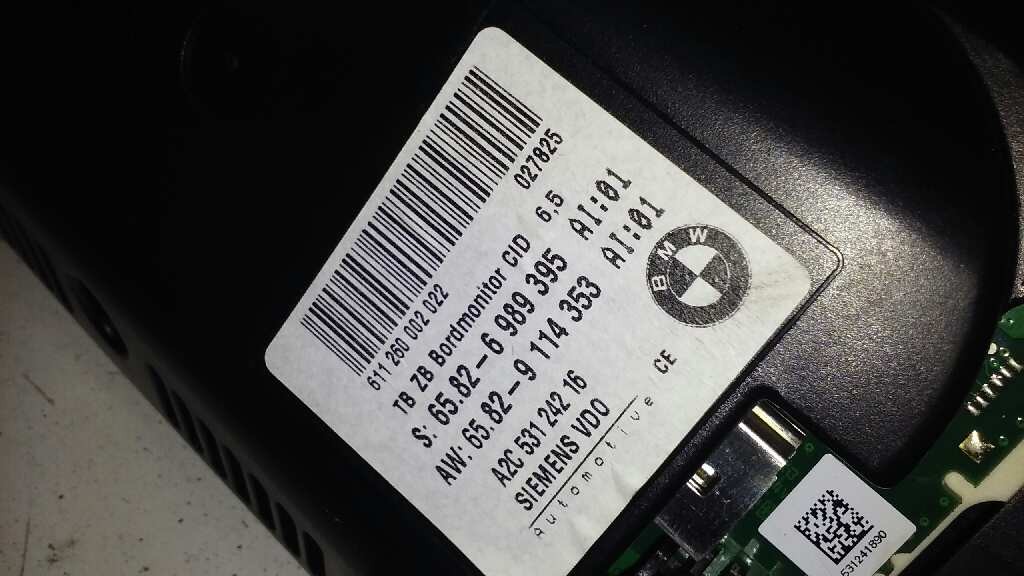 611 260 002 022 027825
TB ZB Bordmonitor CID 6,5
S: 65.82-6 989 395 AI:01
AW: 65.82-9 114 353 AI:01
A2C 531 242 16
SIEMENS VDO
Automotive CE
BMW
531241890